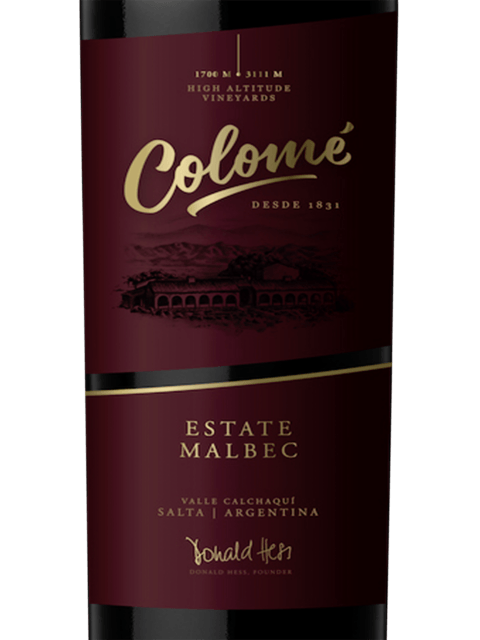 1700 M • 3111 M
HIGH ALTITUDE
VINEYARDS
Colomé
DESDE 1831
ESTATE
MALBEC
VALLE CALCHAQUÍ
SALTA | ARGENTINA
Donald Hess
DONALD HESS, FOUNDER